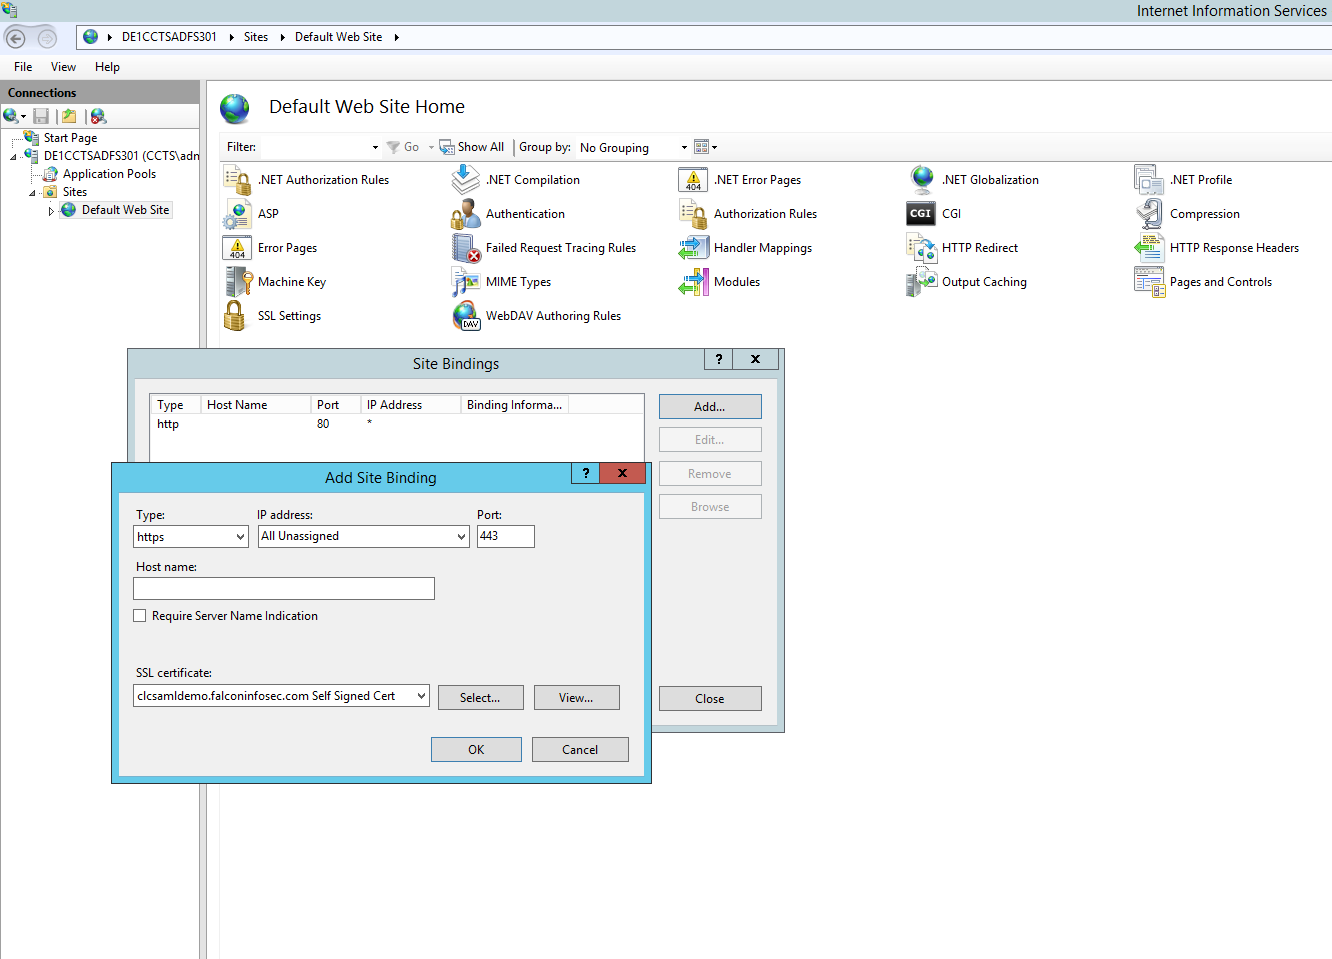 Internet Information Services
DE1CCTSADFS301 Sites Default Web Site
File View Help
Connections
Start Page
DE1CCTSADFS301 (CCTS\adn
Application Pools
Sites
Default Web Site
Default Web Site Home
Filter: Go Show All Group by: No Grouping
.NET Authorization Rules .NET Compilation .NET Error Pages .NET Globalization .NET Profile
ASP Authentication Authorization Rules CGI CGI Compression
404 Error Pages Failed Request Tracing Rules Handler Mappings HTTP Redirect HTTP Response Headers
Machine Key MIME Types Modules Output Caching Pages and Controls
SSL Settings DAV WebDAV Authoring Rules
404
Site Bindings ? X
Type Host Name Port IP Address Binding Informa...
http 80 *
Add...
Edit...
Remove
Browse
Close
Add Site Binding ? X
Type: IP address: Port:
https All Unassigned 443
Host name:
Require Server Name Indication
SSL certificate:
clcsamldemo.falconinfosec.com Self Signed Cert Select... View...
OK Cancel